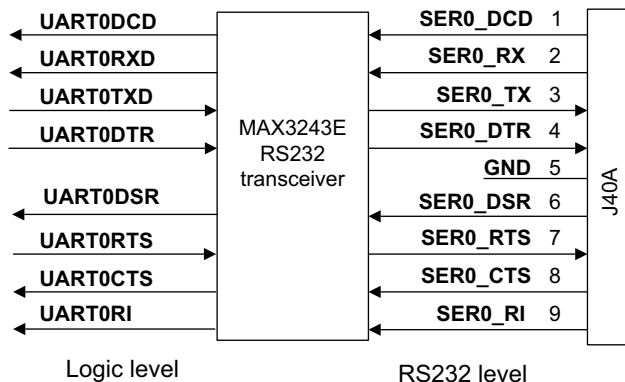 UART0DCD SER0_DCD 1
UART0RXD SER0_RX 2
UART0TXD SER0_TX 3
UART0DTR SER0_DTR 4
MAX3243E
RS232
transceiver
GND 5
UART0DSR SER0_DSR 6
UART0RTS SER0_RTS 7
UART0CTS SER0_CTS 8
UART0RI SER0_RI 9
J40A
Logic level RS232 level